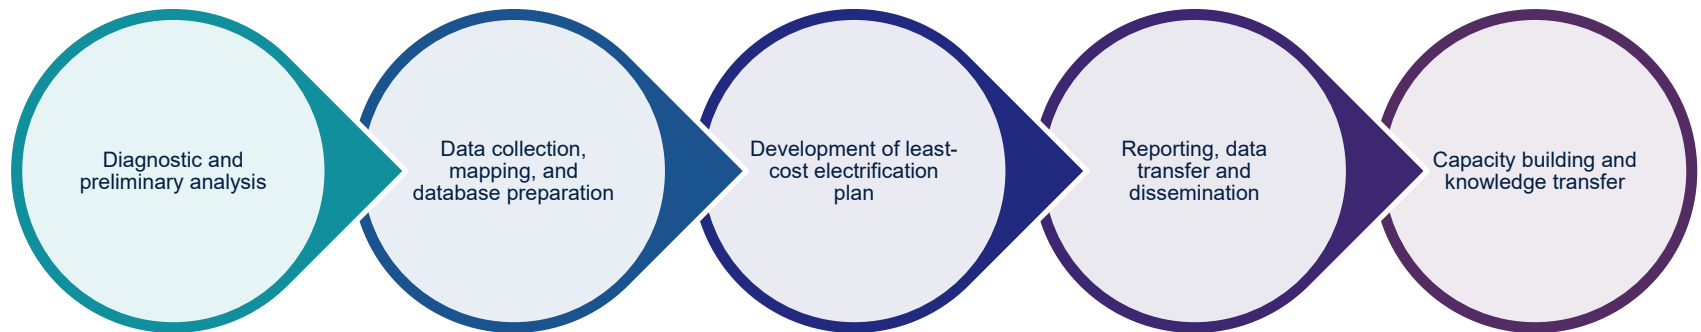 Diagnostic and
preliminary analysis
Data collection,
mapping, and
database preparation
Development of least-
cost electrification
plan
Reporting, data
transfer and
dissemination
Capacity building and
knowledge transfer